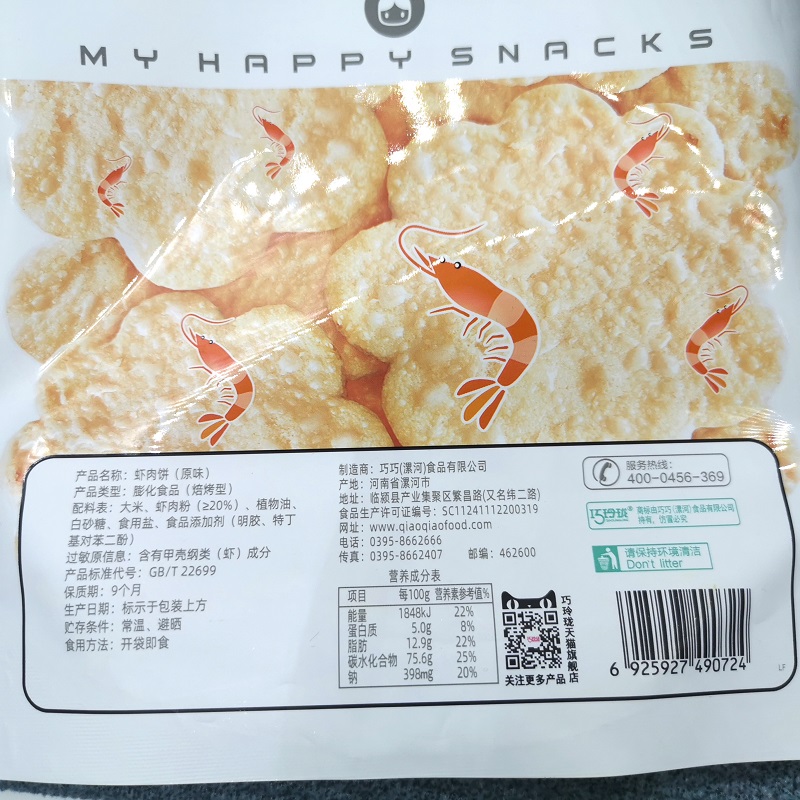 MY HAPPY SNACKS
产品名称：虾肉饼（原味）
产品类型：膨化食品（焙烤型）
配料表：大米、虾肉粉（≥20%）、植物油、
白砂糖、食用盐、食品添加剂（明胶、特丁
基对苯二酚）
过敏原信息：含有甲壳纲类（虾）成分
产品标准代号：GB/T 22699
保质期：9个月
生产日期：标示于包装上方
贮存条件：常温、避晒
食用方法：开袋即食
制造商：巧巧(漯河)食品有限公司
产地：河南省漯河市
地址：临颍县产业集聚区繁昌路(又名纬二路)
食品生产许可证编号：SC11241112200319
网址：www.qiaoqiaofood.com
电话：0395-8662666
传真：0395-8662407 邮编：462600
营养成分表
项目 每100g 营养素参考值%
能量 1848kJ 22%
蛋白质 5.0g 8%
脂肪 12.9g 22%
碳水化合物 75.6g 25%
钠 398mg 20%
巧玲珑天猫旗舰店
关注更多产品
服务热线：
400-0456-369
巧玲珑®
商标由巧巧(漯河)食品有限公司
持有，仿冒必究
请保持环境清洁
Don't litter
6 925927 490724
LF